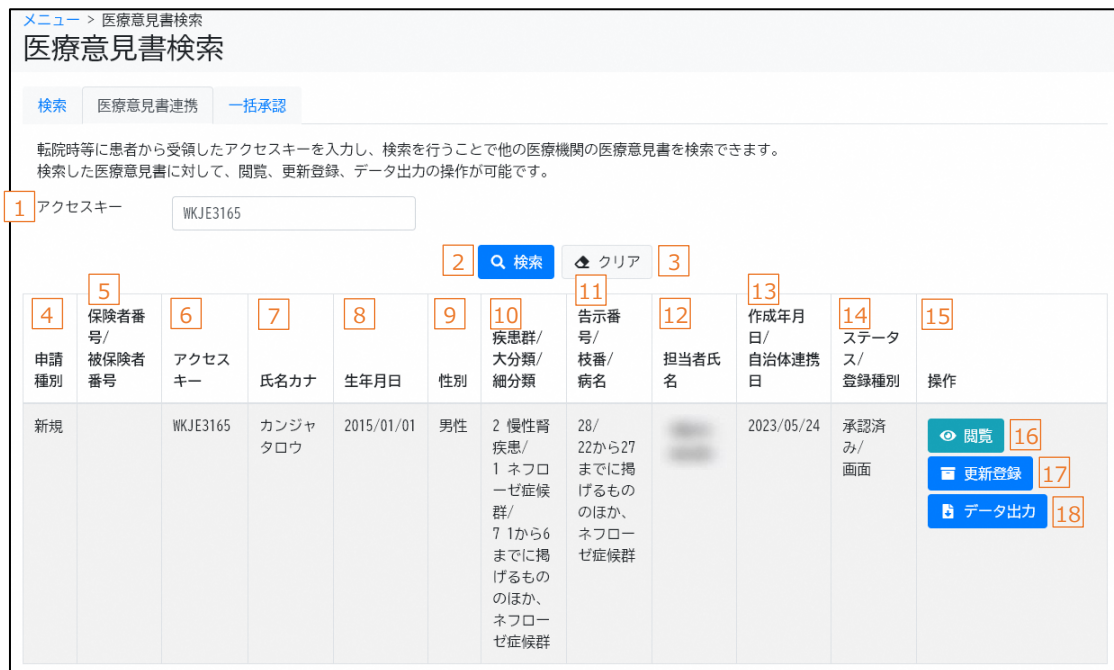 メニュー > 医療意見書検索
医療意見書検索
検索 医療意見書連携 一括承認
転院時等に患者から受領したアクセスキーを入力し、検索を行うことで他の医療機関の医療意見書を検索できます。
検索した医療意見書に対して、閲覧、更新登録、データ出力の操作が可能です。
1 アクセスキー WKJE3165
2 検索 クリア 3
4
申請
種別
5
保険者番
号/
被保険者
番号
6
アクセス
キー
7
氏名カナ
8
生年月日
9
性別
10
疾患群/
大分類/
細分類
11
告示番
号/
枝番/
病名
12
担当者氏
名
13
作成年月
日/
自治体連携
日
14
ステータ
ス/
登録種別
15
操作
新規
WKJE3165
カンジャ
タロウ
2015/01/01
男性
2 慢性腎
疾患/
1 ネフロ
ーゼ症候
群/
7 1から6
までに掲
げるもの
のほか、
ネフロー
ゼ症候群
28/
22から27
までに掲
げるもの
のほか、
ネフロー
ゼ症候群
2023/05/24
承認済
み/
画面
閲覧 16
更新登録 17
データ出力 18